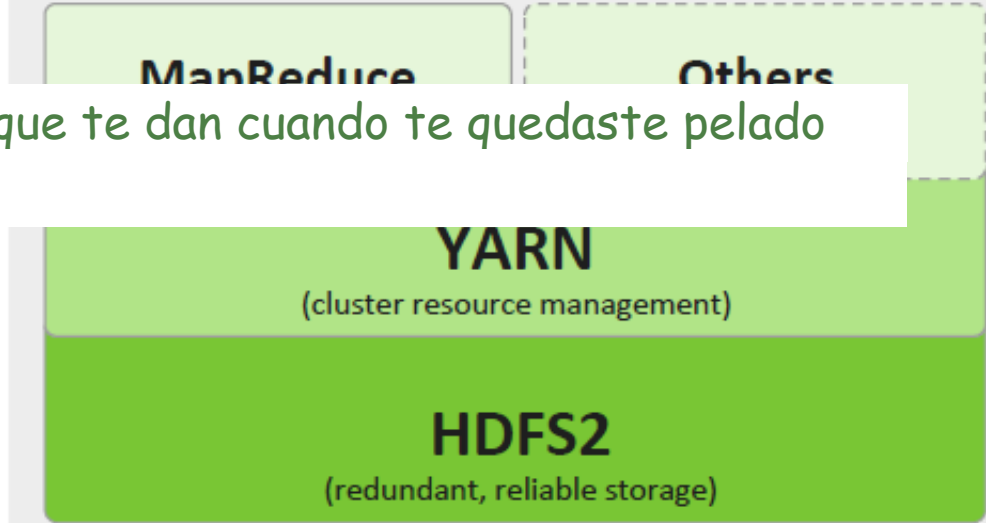 MapReduce Others
que te dan cuando te quedaste pelado
YARN
(cluster resource management)
HDFS2
(redundant, reliable storage)